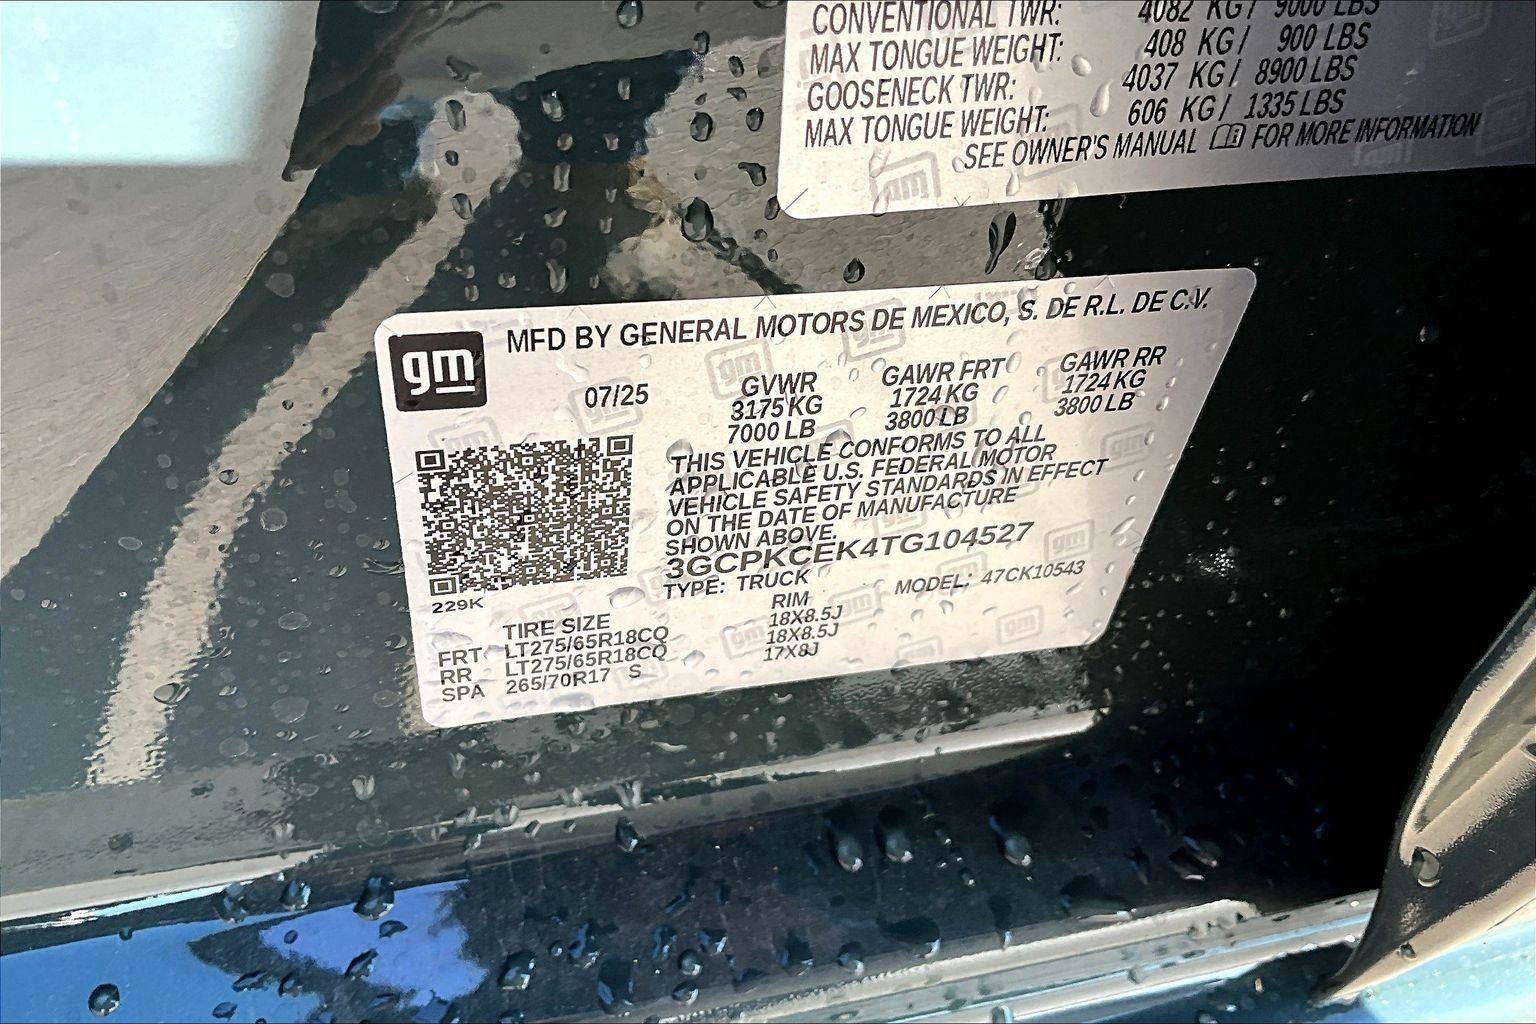 CONVENTIONAL TWR: 4082 KG / 9000 LBS
MAX TONGUE WEIGHT: 408 KG / 900 LBS
GOOSENECK TWR: 4037 KG / 8900 LBS
MAX TONGUE WEIGHT: 606 KG / 1335 LBS
SEE OWNER'S MANUAL FOR MORE INFORMATION
gm
MFD BY GENERAL MOTORS DE MEXICO, S. DE R.L. DE C.V.
07/25 GVWR GAWR FRT GAWR RR
3175 KG 1724 KG 1724 KG
7000 LB 3800 LB 3800 LB
THIS VEHICLE CONFORMS TO ALL
APPLICABLE U.S. FEDERAL MOTOR
VEHICLE SAFETY STANDARDS IN EFFECT
ON THE DATE OF MANUFACTURE
SHOWN ABOVE.
3GCPKCEK4TG104527
TYPE: TRUCK MODEL: 47CK10543
229K
TIRE SIZE RIM
FRT LT275/65R18CQ 18X8.5J
RR LT275/65R18CQ 18X8.5J
SPA 265/70R17 S 17X8J